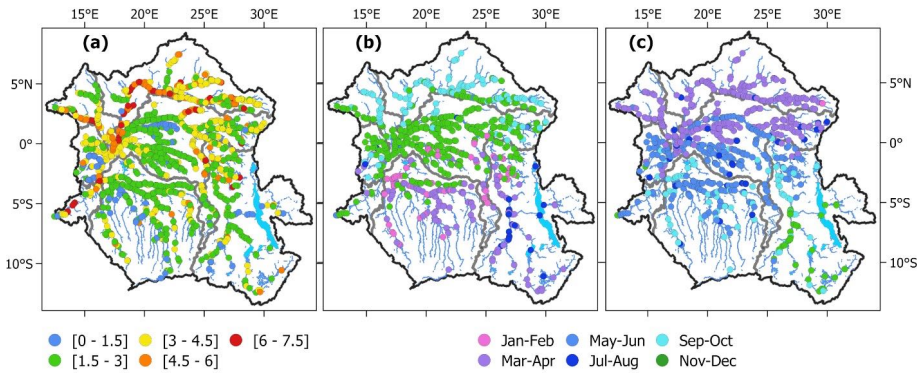 15°E 20°E 25°E 30°E 15°E 20°E 25°E 30°E 15°E 20°E 25°E 30°E
(a) (b) (c)
5°N 5°N
0° 0°
5°S 5°S
10°S 10°S
[0 - 1.5] [3 - 4.5] [6 - 7.5] Jan-Feb May-Jun Sep-Oct
[1.5 - 3] [4.5 - 6] Mar-Apr Jul-Aug Nov-Dec